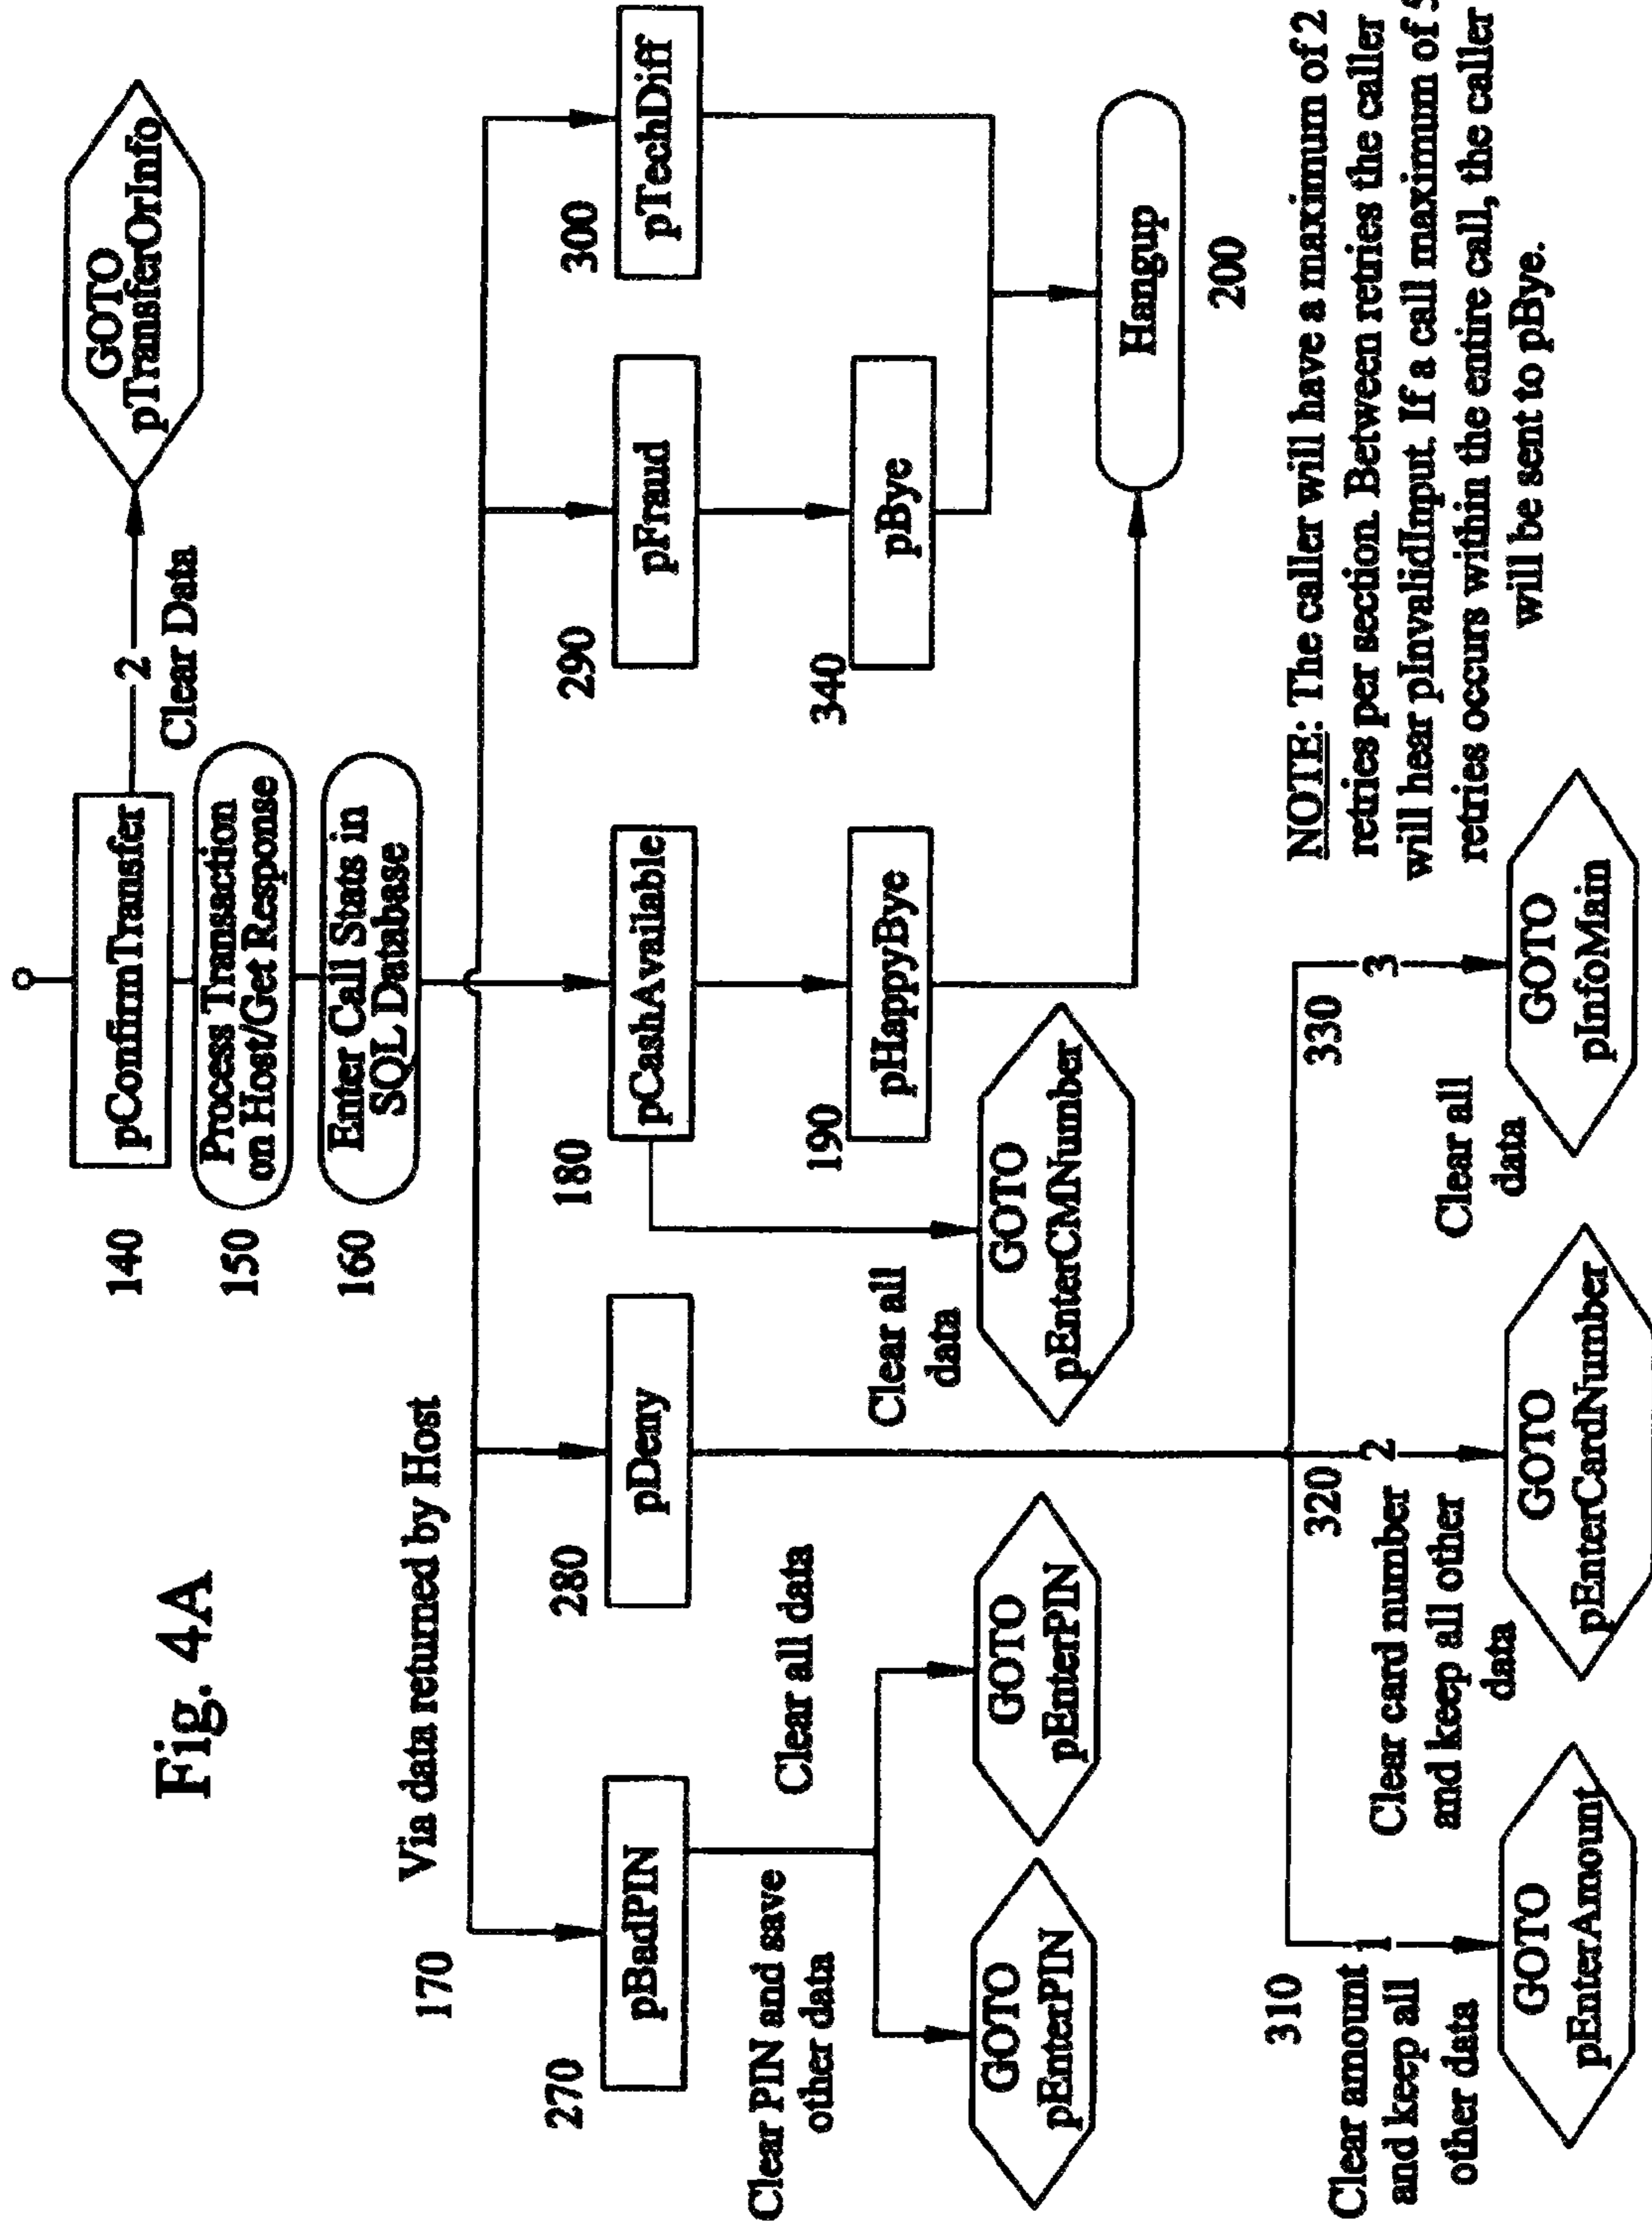 Fig. 4A
140
pConfirmTransfer
2
Clear Data
GOTO
pTransferOrInfo
150
Process Transaction
on Host/Get Response
160
Enter Call Stats in
SQL Database
170
Via data returned by Host
270
pBadPIN
280
pDeny
180
pCashAvailable
290
pFraud
300
pTechDiff
Clear PIN and save
other data
Clear all data
GOTO
pEnterPIN
GOTO
pEnterPIN
Clear all
data
GOTO
pEnterCMNumber
190
pHappyBye
340
pBye
Hangup
200
310
Clear amount
and keep all
other data
1
GOTO
pEnterAmount
320
Clear card number
and keep all other
data
2
GOTO
pEnterCardNumber
330
Clear all
data
3
GOTO
pInfoMain
NOTE: The caller will have a maximum of 2
retries per section. Between retries the caller
will hear pInvalidInput. If a call maximum of 5
retries occurs within the entire call, the caller
will be sent to pBye.